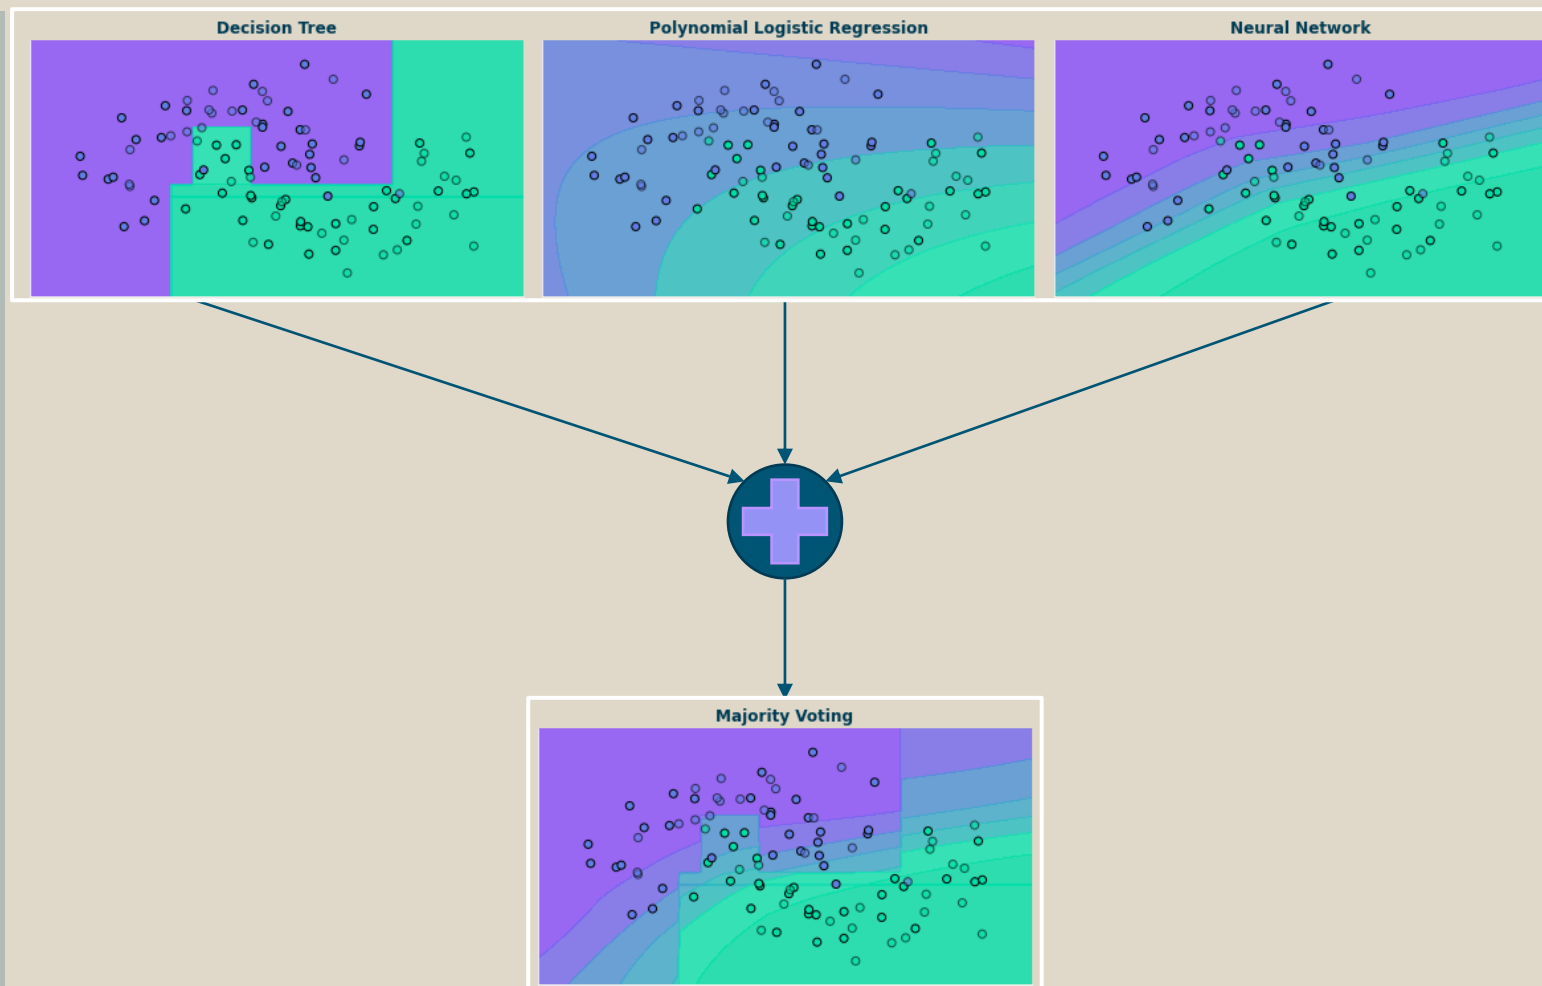 Decision Tree
Polynomial Logistic Regression
Neural Network
Majority Voting